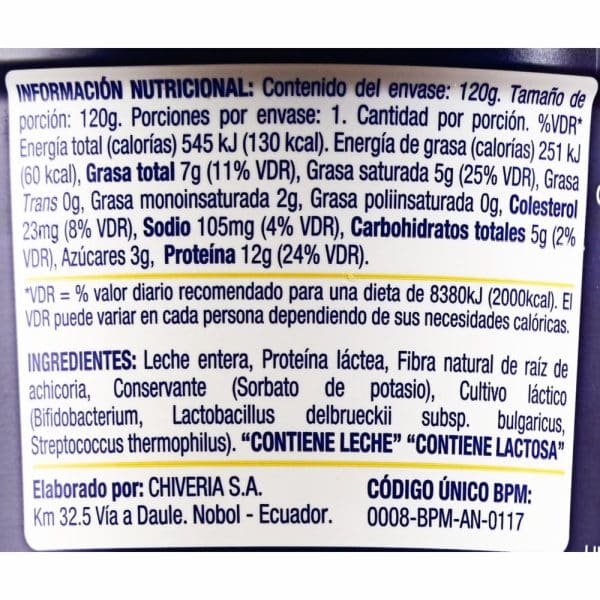 INFORMACIÓN NUTRICIONAL: Contenido del envase: 120g. Tamaño de
porción: 120g. Porciones por envase: 1. Cantidad por porción. %VDR*
Energía total (calorías) 545 kJ (130 kcal). Energía de grasa (calorías) 251 kJ
(60 kcal), Grasa total 7g (11% VDR), Grasa saturada 5g (25% VDR), Grasa
Trans 0g, Grasa monoinsaturada 2g, Grasa poliinsaturada 0g, Colesterol
23mg (8% VDR), Sodio 105mg (4% VDR), Carbohidratos totales 5g (2%
VDR), Azúcares 3g, Proteína 12g (24% VDR).
*VDR = % valor diario recomendado para una dieta de 8380kJ (2000kcal). El
VDR puede variar en cada persona dependiendo de sus necesidades calóricas.
INGREDIENTES: Leche entera, Proteína láctea, Fibra natural de raíz de
achicoria, Conservante (Sorbato de potasio), Cultivo láctico
(Bifidobacterium, Lactobacillus delbrueckii subsp. bulgaricus,
Streptococcus thermophilus). "CONTIENE LECHE" "CONTIENE LACTOSA"
Elaborado por: CHIVERIA S.A.
Km 32.5 Vía a Daule. Nobol - Ecuador.
CÓDIGO ÚNICO BPM:
0008-BPM-AN-0117